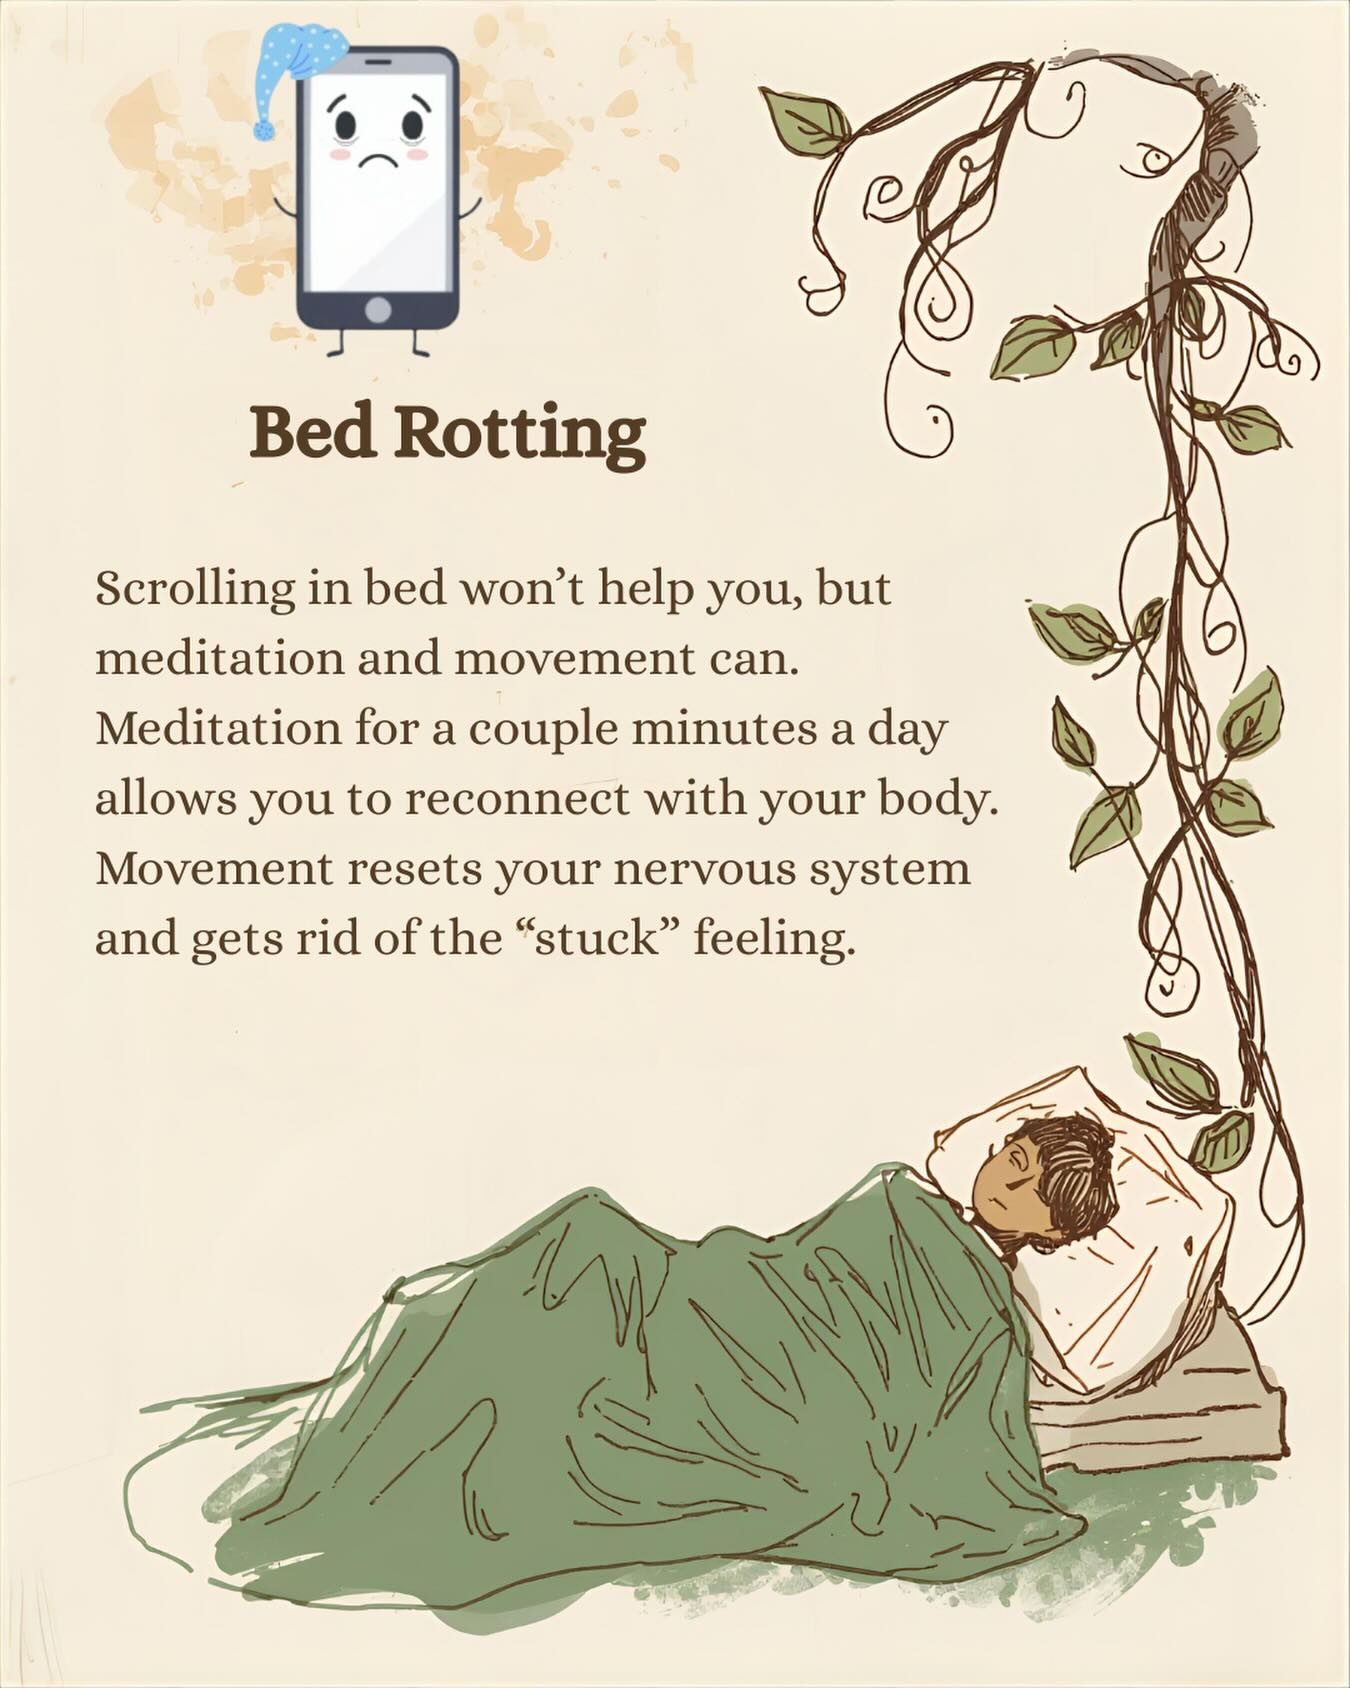 Bed Rotting
Scrolling in bed won’t help you, but
meditation and movement can.
Meditation for a couple minutes a day
allows you to reconnect with your body.
Movement resets your nervous system
and gets rid of the “stuck” feeling.